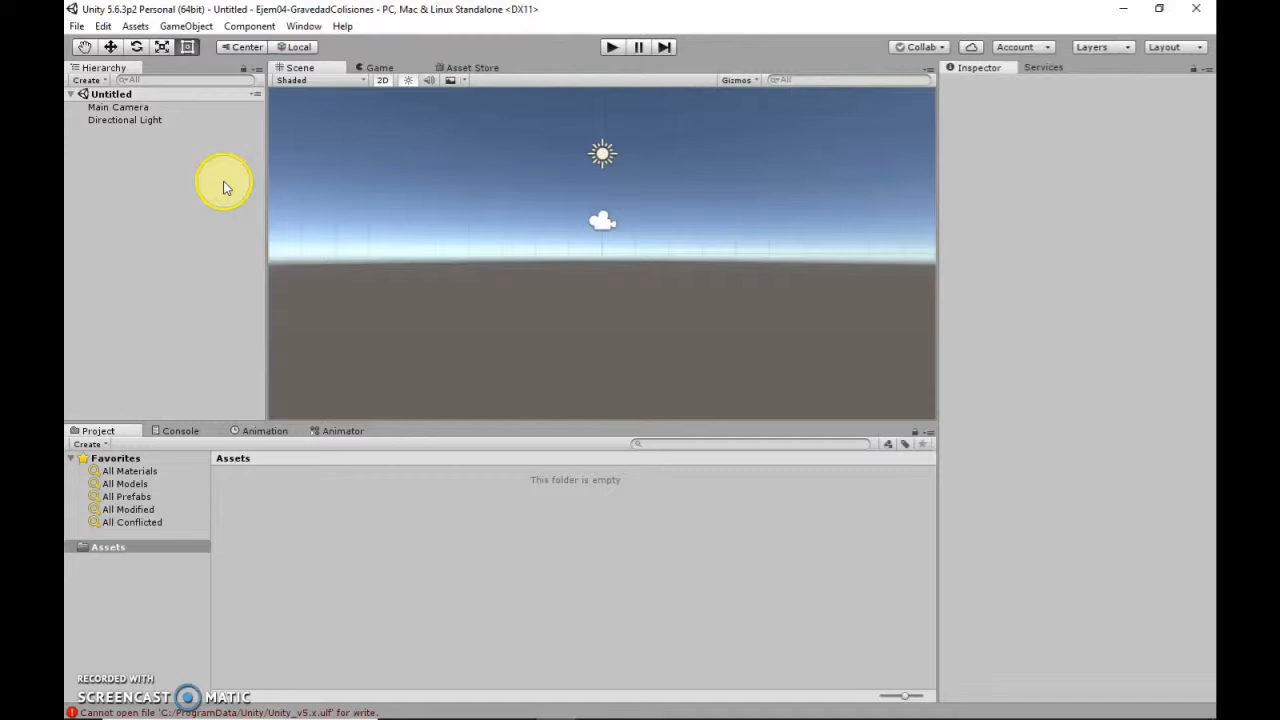 Unity 5.6.3p2 Personal (64bit) - Untitled - Ejem04-GravedadColisiones - PC, Mac & Linux Standalone <DX11>
File Edit Assets GameObject Component Window Help
Center Local Collab Account Layers Layout
Hierarchy Scene Game Asset Store Inspector Services
Create All Shaded 2D Gizmos All
Untitled
Main Camera
Directional Light
Project Console Animation Animator
Create
Favorites Assets
All Materials
This folder is empty
All Models
All Prefabs
All Modified
All Conflicted
Assets
RECORDED WITH
SCREENCAST MATIC
Cannot open file 'C:/ProgramData/Unity/Unity_v5.x.ulf' for write.